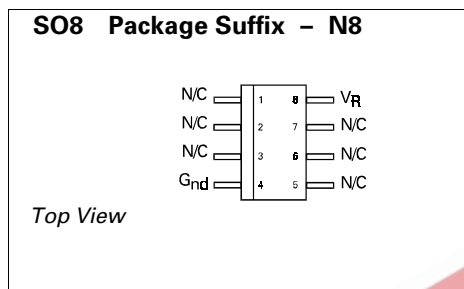 SO8 Package Suffix – N8
N/C 1 8 VR
N/C 2 7 N/C
N/C 3 6 N/C
Gnd 4 5 N/C
Top View